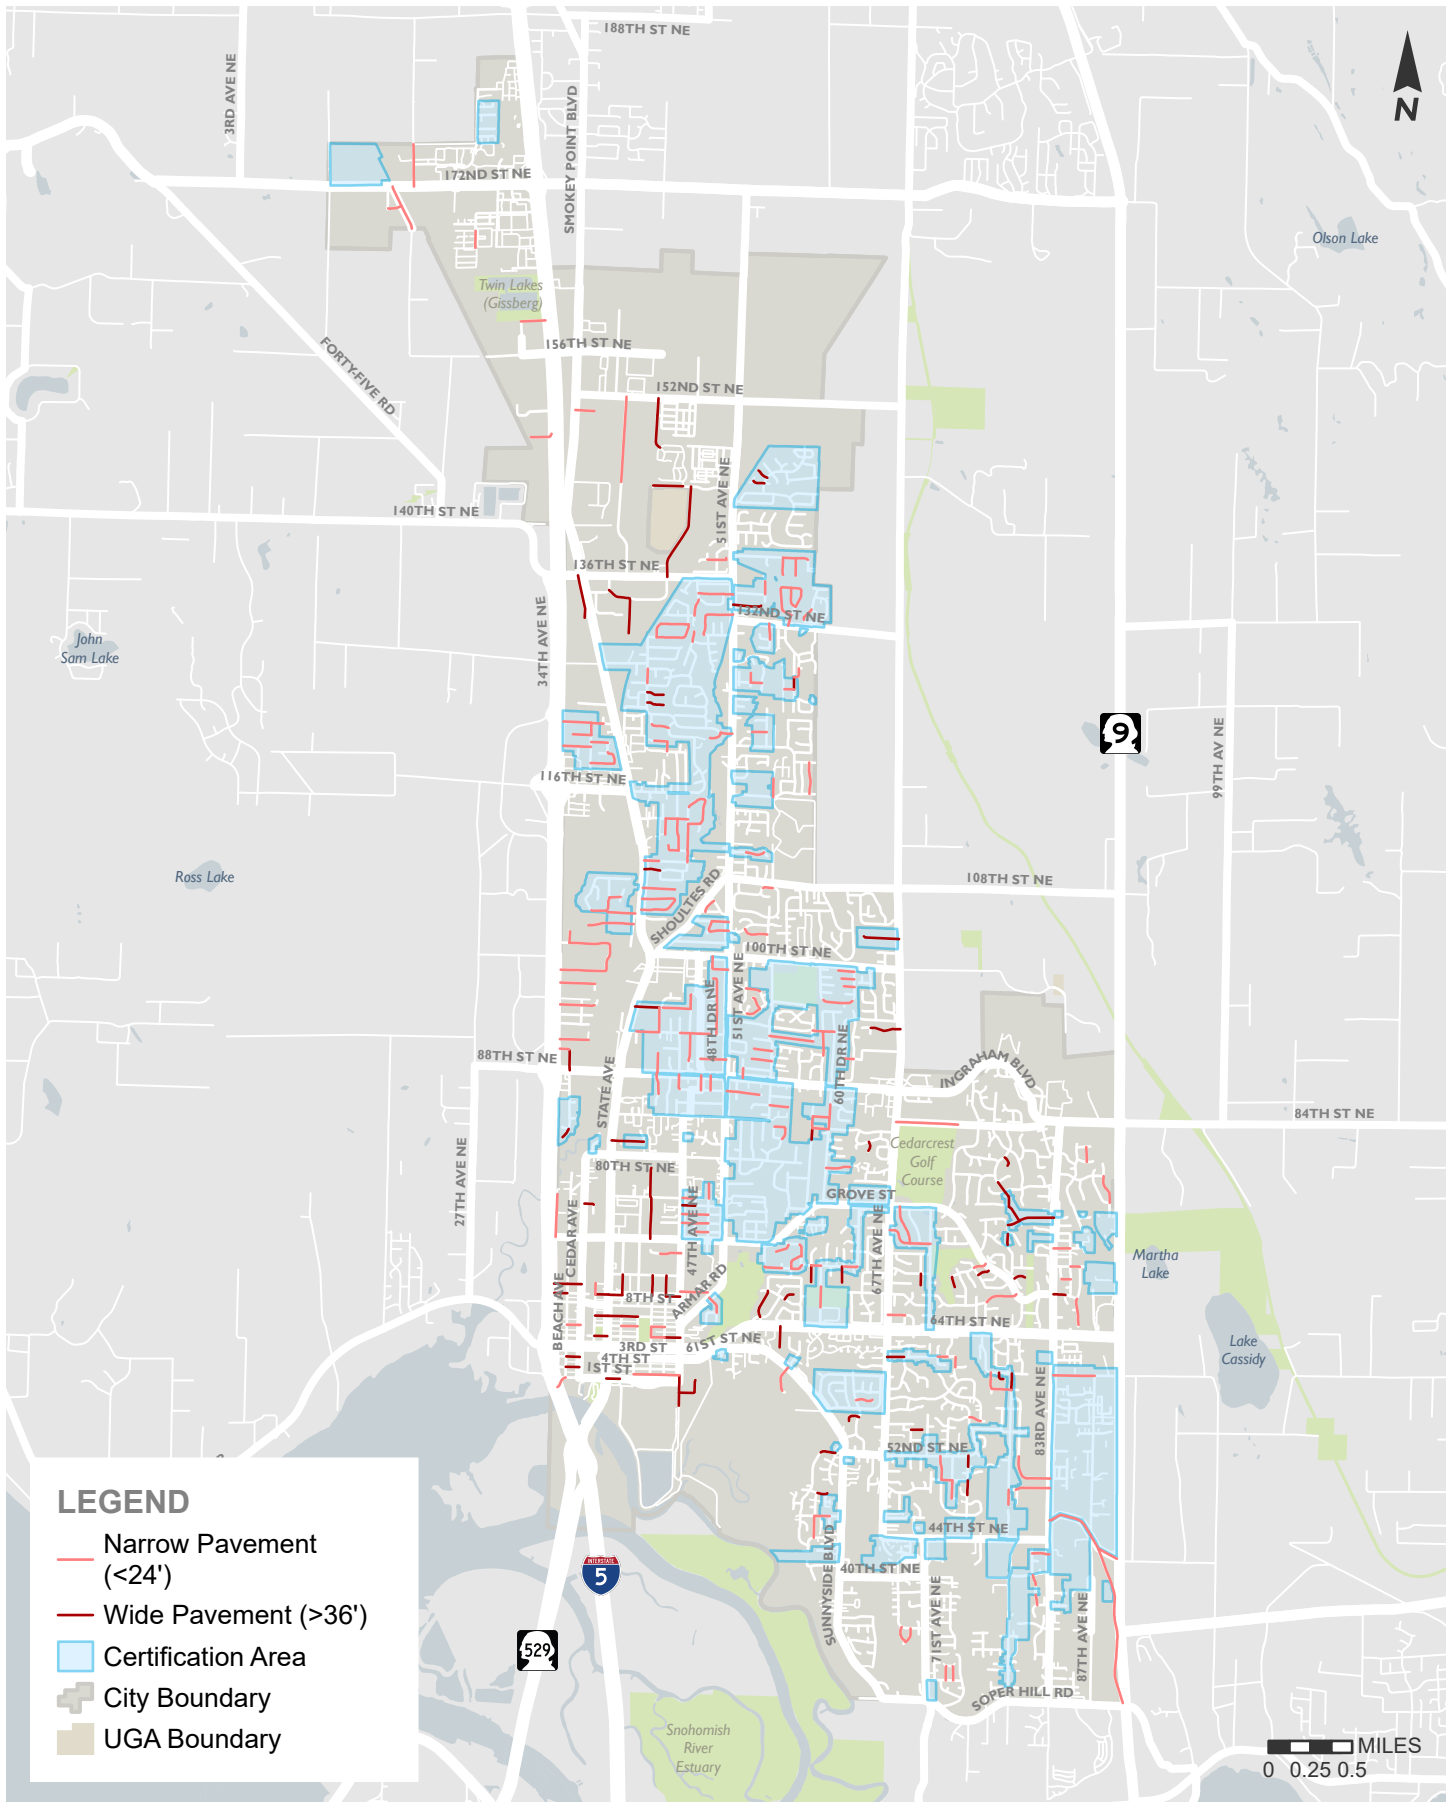 188TH ST NE
3RD AVE NE
SMOKEY POINT BLVD
N
172ND ST NE
Olson Lake
Twin Lakes
(Gissberg)
156TH ST NE
FORTY-FIVE RD
152ND ST NE
51ST AVE NE
140TH ST NE
136TH ST NE
34TH AVE NE
132ND ST NE
John
Sam Lake
9
99TH AV NE
116TH ST NE
Ross Lake
108TH ST NE
SHOULTES RD
100TH ST NE
48TH DR NE
51ST AVE NE
60TH DR NE
88TH ST NE
STATE AVE
INGRAHAM BLVD
84TH ST NE
Cedarcrest
Golf
Course
80TH ST NE
27TH AVE NE
CEDAR AVE
47TH AVE NE
GROVE ST
67TH AVE NE
Martha
Lake
BEACH AVE
8TH ST
ARMAR RD
64TH ST NE
61ST ST NE
3RD ST
4TH ST
1ST ST
Lake
Cassidy
83RD AVE NE
52ND ST NE
44TH ST NE
SUNNYSIDE BLVD
40TH ST NE
71ST AVE NE
87TH AVE NE
SOPER HILL RD
INTERSTATE
5
529
Snohomish
River
Estuary
LEGEND
Narrow Pavement
(<24')
Wide Pavement (>36')
Certification Area
City Boundary
UGA Boundary
MILES
0 0.25 0.5